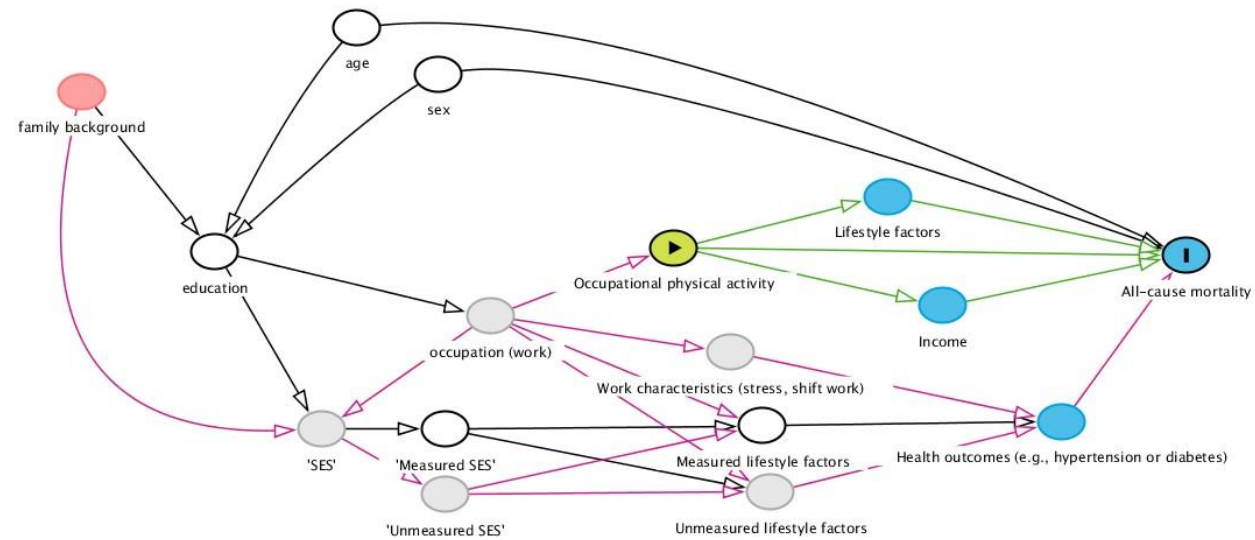 age
sex
family background
Lifestyle factors
education
Occupational physical activity
All-cause mortality
Income
occupation (work)
Work characteristics (stress, shift work)
'SES'
'Measured SES'
Measured lifestyle factors
Health outcomes (e.g., hypertension or diabetes)
'Unmeasured SES'
Unmeasured lifestyle factors